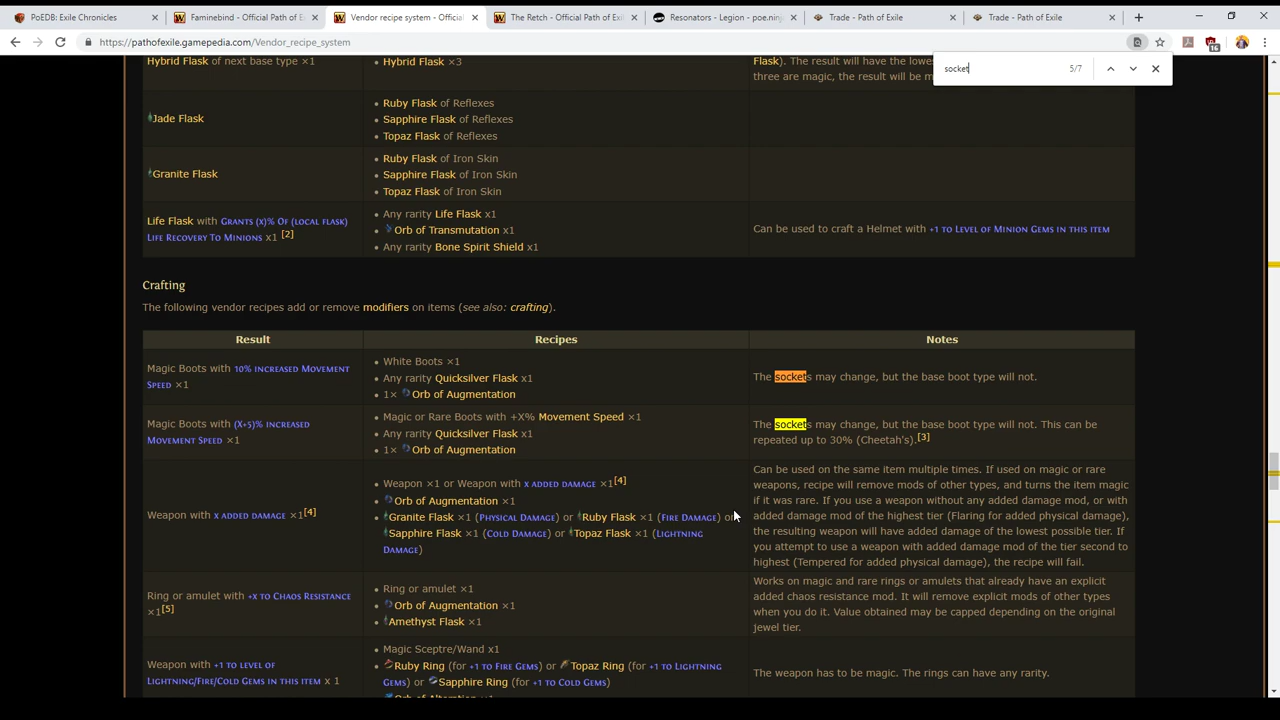 PoEDB: Exile Chronicles
Faminebind - Official Path of E
Vendor recipe system - Official
The Retch - Official Path of Exil
Resonators - Legion - poe.ninj
Trade - Path of Exile
Trade - Path of Exile
https://pathofexile.gamepedia.com/Vendor_recipe_system
16
socket
5/7
Hybrid Flask of next base type ×1
Hybrid Flask ×3
Flask). The result will have the lowes
three are magic, the result will be m
Jade Flask
Ruby Flask of Reflexes
Sapphire Flask of Reflexes
Topaz Flask of Reflexes
Granite Flask
Ruby Flask of Iron Skin
Sapphire Flask of Iron Skin
Topaz Flask of Iron Skin
Life Flask with Grants (x)% Of (local flask)
Life Recovery To Minions x1 [2]
Any rarity Life Flask x1
Orb of Transmutation x1
Any rarity Bone Spirit Shield x1
Can be used to craft a Helmet with +1 to Level of Minion Gems in this item
Crafting
The following vendor recipes add or remove modifiers on items (see also: crafting).
Result
Recipes
Notes
Magic Boots with 10% increased Movement
Speed ×1
White Boots ×1
Any rarity Quicksilver Flask x1
1× Orb of Augmentation
The sockets may change, but the base boot type will not.
Magic Boots with (X+5)% increased
Movement Speed ×1
Magic or Rare Boots with +X% Movement Speed ×1
Any rarity Quicksilver Flask x1
1× Orb of Augmentation
The sockets may change, but the base boot type will not. This can be
repeated up to 30% (Cheetah's).[3]
Weapon with x added damage ×1[4]
Weapon ×1 or Weapon with x added damage ×1[4]
Orb of Augmentation ×1
Granite Flask ×1 (Physical Damage) or Ruby Flask ×1 (Fire Damage) or
Sapphire Flask ×1 (Cold Damage) or Topaz Flask ×1 (Lightning
Damage)
Can be used on the same item multiple times. If used on magic or rare
weapons, recipe will remove mods of other types, and turns the item magic
if it was rare. If you use a weapon without any added damage mod, or with
added damage mod of the highest tier (Flaring for added physical damage),
the resulting weapon will have added damage of the lowest possible tier. If
you attempt to use a weapon with added damage mod of the tier second to
highest (Tempered for added physical damage), the recipe will fail.
Ring or amulet with +x to Chaos Resistance
×1[5]
Ring or amulet ×1
Orb of Augmentation ×1
Amethyst Flask ×1
Works on magic and rare rings or amulets that already have an explicit
added chaos resistance mod. It will remove explicit mods of other types
when you do it. Value obtained may be capped depending on the original
jewel tier.
Weapon with +1 to level of
Lightning/Fire/Cold Gems in this item x 1
Magic Sceptre/Wand x1
Ruby Ring (for +1 to Fire Gems) or Topaz Ring (for +1 to Lightning
Gems) or Sapphire Ring (for +1 to Cold Gems)
Orb of Alteration ×1
The weapon has to be magic. The rings can have any rarity.